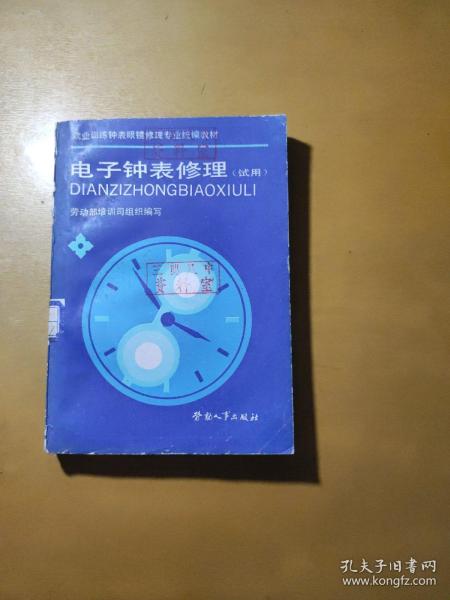 就业训练钟表眼镜修理专业统编教材
电子钟表修理(试用)
DIANZIZHONGBIAOXIULI
劳动部培训司组织编写
资料室
劳动人事出版社
孔夫子旧书网
www.kongfz.com